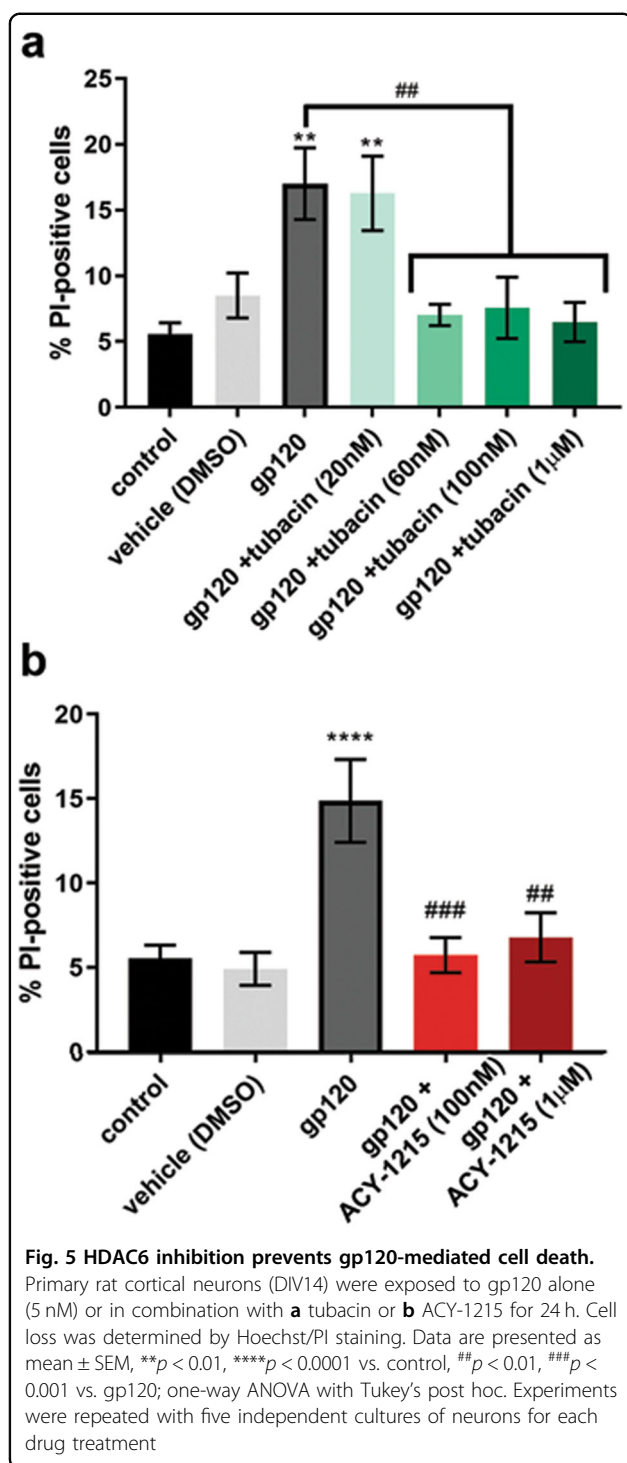 a
##
** **
25
20
15
10
5
0
% PI-positive cells
control
vehicle (DMSO)
gp120
gp120 +tubacin (20nM)
gp120 +tubacin (60nM)
gp120 +tubacin (100nM)
gp120 +tubacin (1μM)
b
20
15
10
5
0
% PI-positive cells
****
###
##
control
vehicle (DMSO)
gp120
gp120 +
ACY-1215 (100nM)
gp120 +
ACY-1215 (1μM)
Fig. 5 HDAC6 inhibition prevents gp120-mediated cell death.
Primary rat cortical neurons (DIV14) were exposed to gp120 alone
(5 nM) or in combination with a tubacin or b ACY-1215 for 24 h. Cell
loss was determined by Hoechst/PI staining. Data are presented as
mean ± SEM, **p < 0.01, ****p < 0.0001 vs. control, ##p < 0.01, ###p <
0.001 vs. gp120; one-way ANOVA with Tukey's post hoc. Experiments
were repeated with five independent cultures of neurons for each
drug treatment